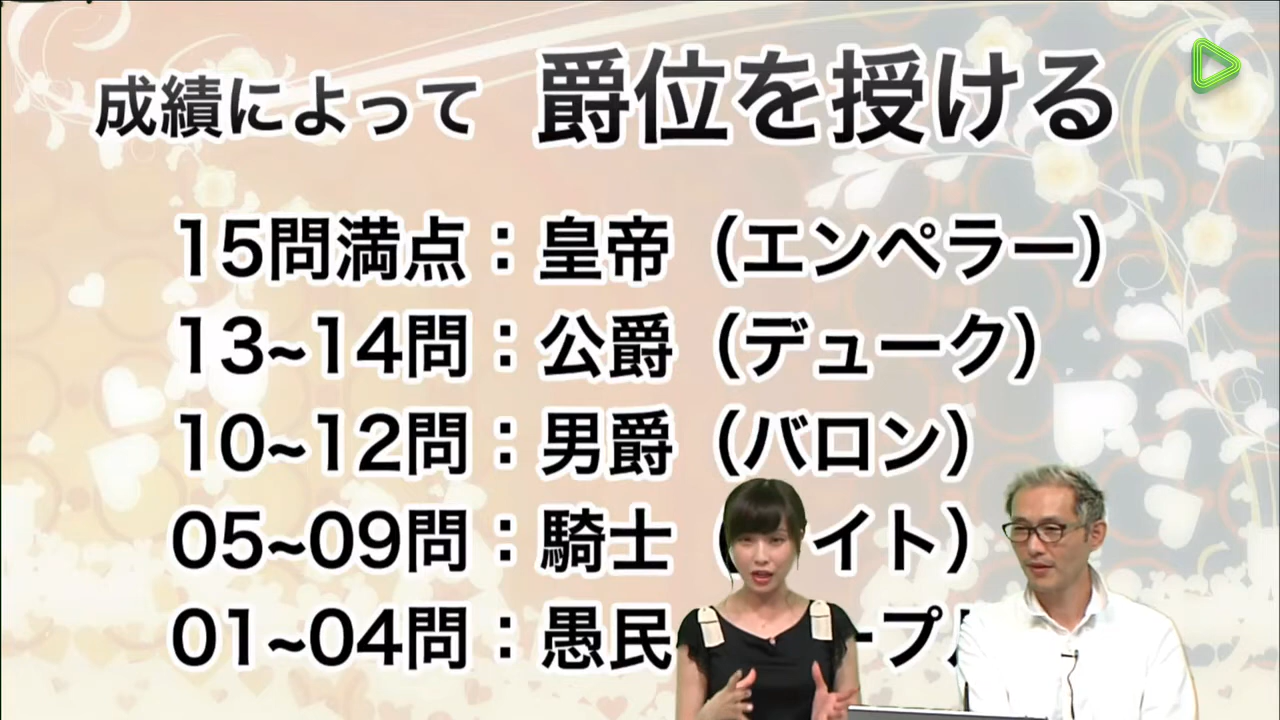 成績によって 爵位を授ける
15問満点：皇帝（エンペラー）
13~14問：公爵（デューク）
10~12問：男爵（バロン）
05~09問：騎士（イト）
01~04問：愚民 ープ